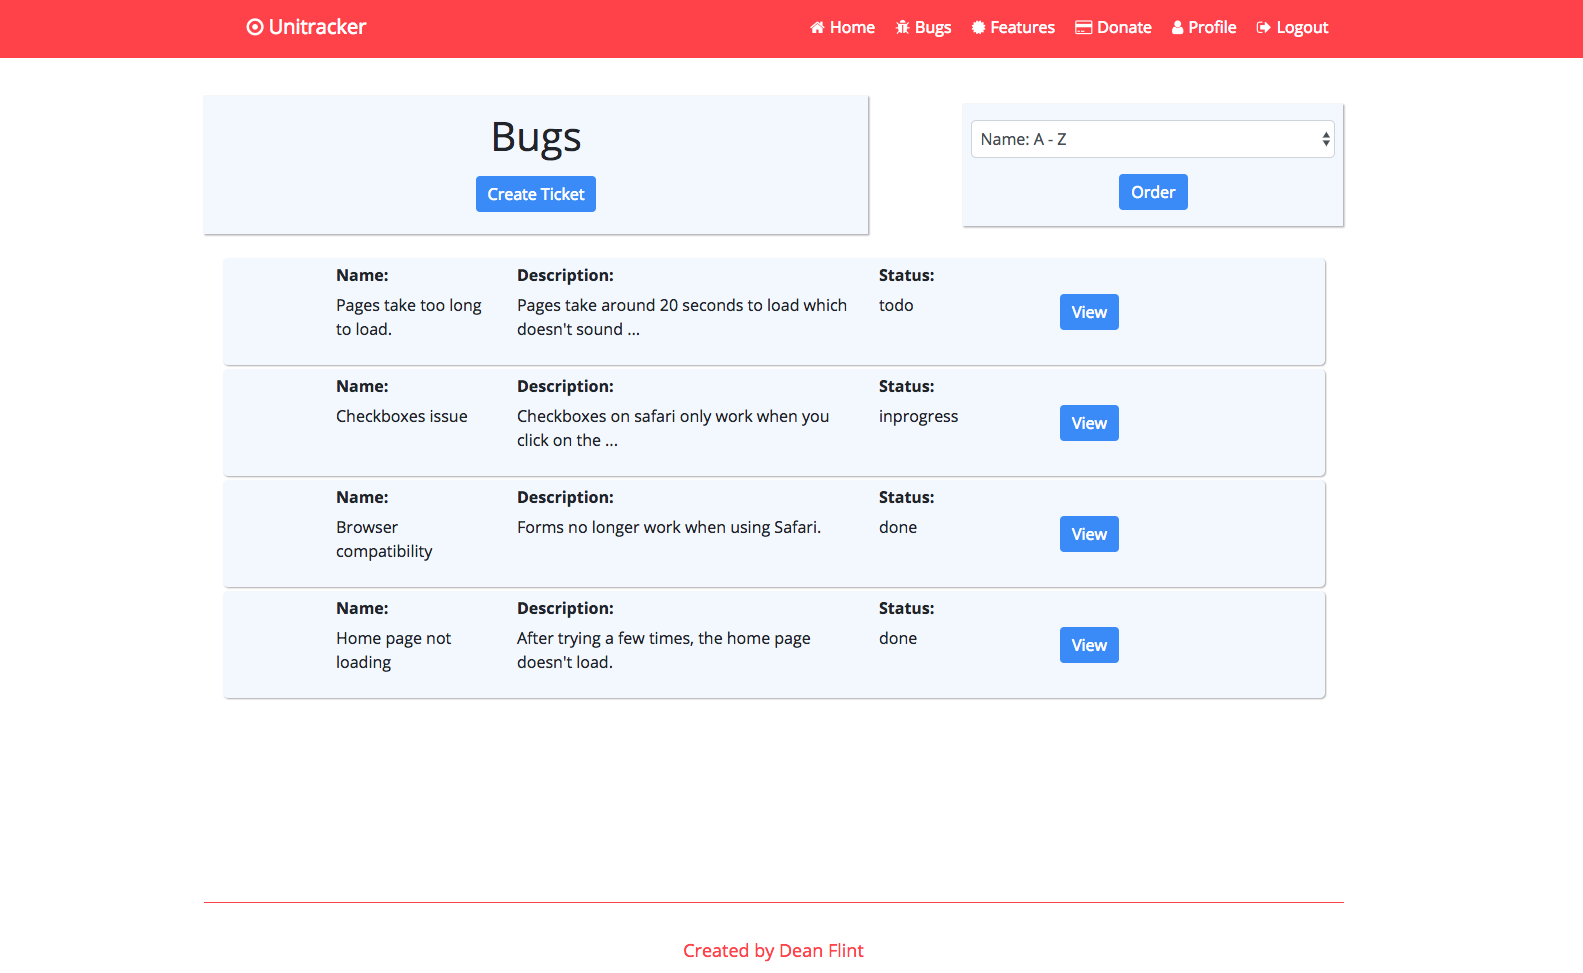 Unitracker
Home Bugs Features Donate Profile Logout
Bugs
Create Ticket
Name: A - Z
Order
Name: Description: Status:
Pages take too long Pages take around 20 seconds to load which todo
to load. doesn't sound ...
View
Name: Description: Status:
Checkboxes issue Checkboxes on safari only work when you inprogress
click on the ...
View
Name: Description: Status:
Browser Forms no longer work when using Safari. done
compatibility
View
Name: Description: Status:
Home page not After trying a few times, the home page done
loading doesn't load.
View
Created by Dean Flint